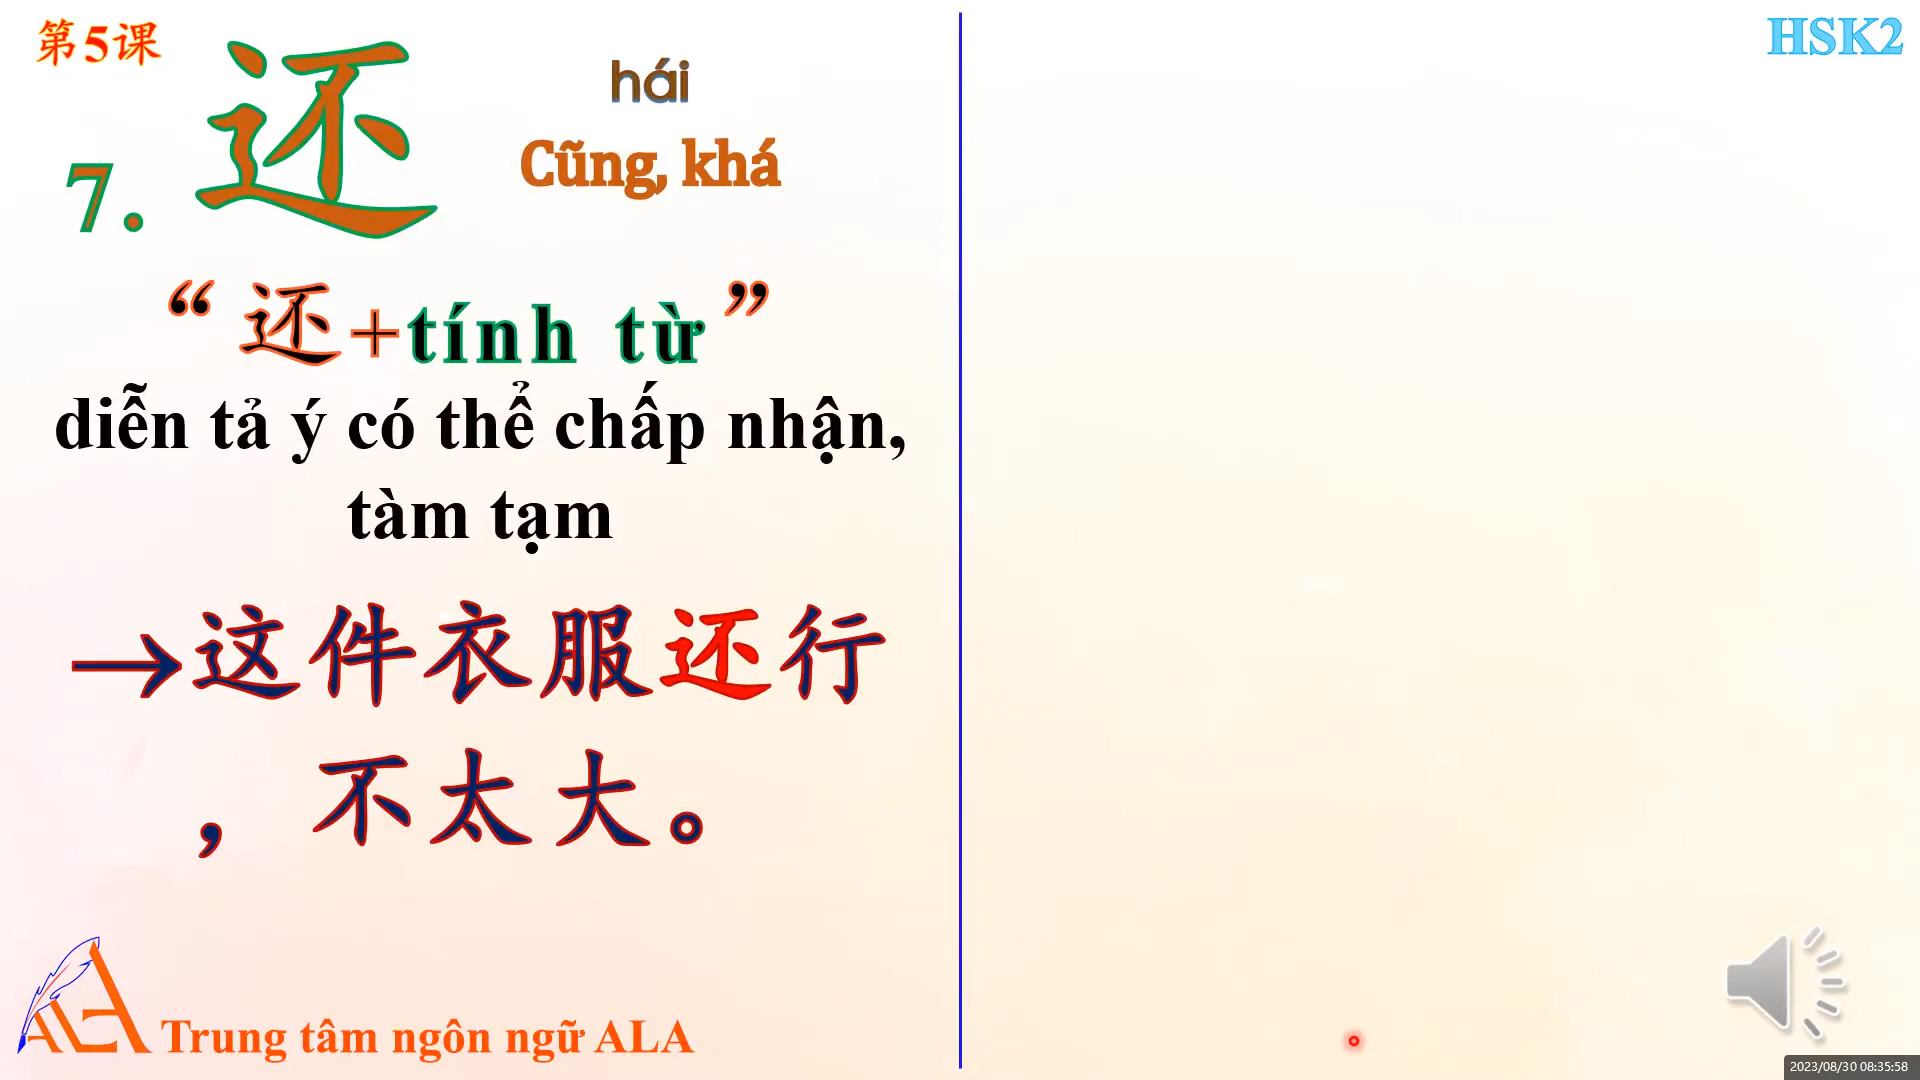 第5课
HSK2
7. 还
hái
Cũng, khá
“还+tính từ”
diễn tả ý có thể chấp nhận,
tàm tạm
→这件衣服还行
，不太大。
ALA
Trung tâm ngôn ngữ ALA
2023/08/30 08:35:58